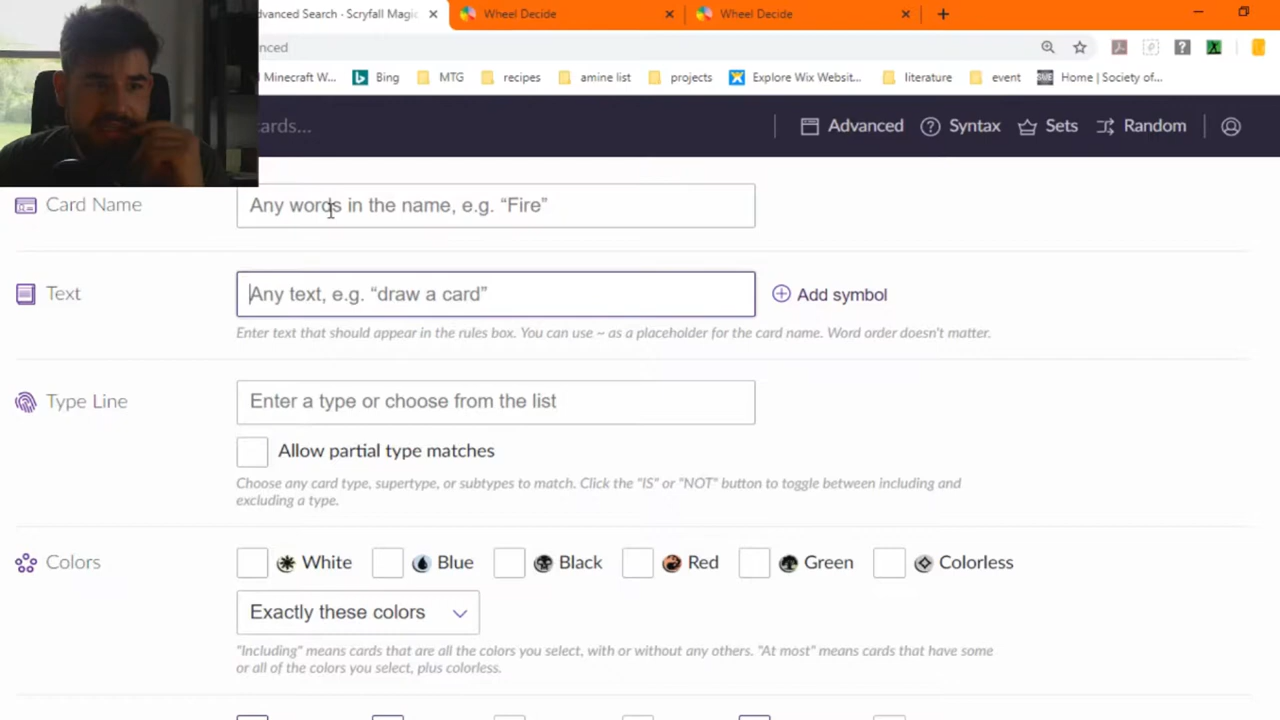 Advanced Search · Scryfall Magic
Wheel Decide
Wheel Decide
anced
Minecraft W...
Bing
MTG
recipes
amine list
projects
Explore Wix Websit...
literature
event
SME
Home | Society of...
cards...
Advanced
Syntax
Sets
Random
Card Name
Any words in the name, e.g. “Fire”
Text
Any text, e.g. “draw a card”
Add symbol
Enter text that should appear in the rules box. You can use ~ as a placeholder for the card name. Word order doesn't matter.
Type Line
Enter a type or choose from the list
Allow partial type matches
Choose any card type, supertype, or subtypes to match. Click the "IS" or "NOT" button to toggle between including and
excluding a type.
Colors
White
Blue
Black
Red
Green
Colorless
Exactly these colors
"Including" means cards that are all the colors you select, with or without any others. "At most" means cards that have some
or all of the colors you select, plus colorless.